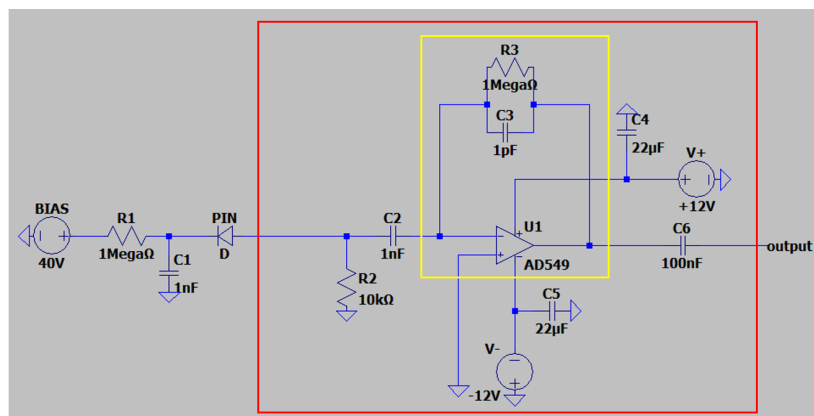 R3
1MegaΩ
C3
1pF
C4
22µF
V+
+12V
BIAS
40V
R1
1MegaΩ
C1
1nF
PIN
D
C2
1nF
R2
10kΩ
U1
AD549
C6
100nF
output
C5
22µF
V-
-12V